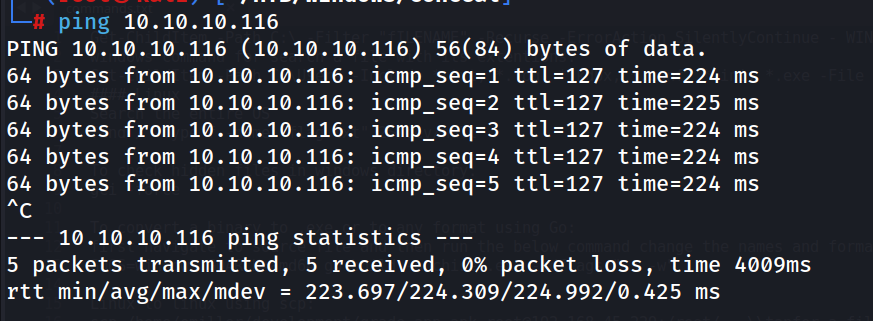 # ping 10.10.10.116
PING 10.10.10.116 (10.10.10.116) 56(84) bytes of data.
64 bytes from 10.10.10.116: icmp_seq=1 ttl=127 time=224 ms
64 bytes from 10.10.10.116: icmp_seq=2 ttl=127 time=225 ms
64 bytes from 10.10.10.116: icmp_seq=3 ttl=127 time=224 ms
64 bytes from 10.10.10.116: icmp_seq=4 ttl=127 time=224 ms
64 bytes from 10.10.10.116: icmp_seq=5 ttl=127 time=224 ms
^C
--- 10.10.10.116 ping statistics ---
5 packets transmitted, 5 received, 0% packet loss, time 4009ms
rtt min/avg/max/mdev = 223.697/224.309/224.992/0.425 ms